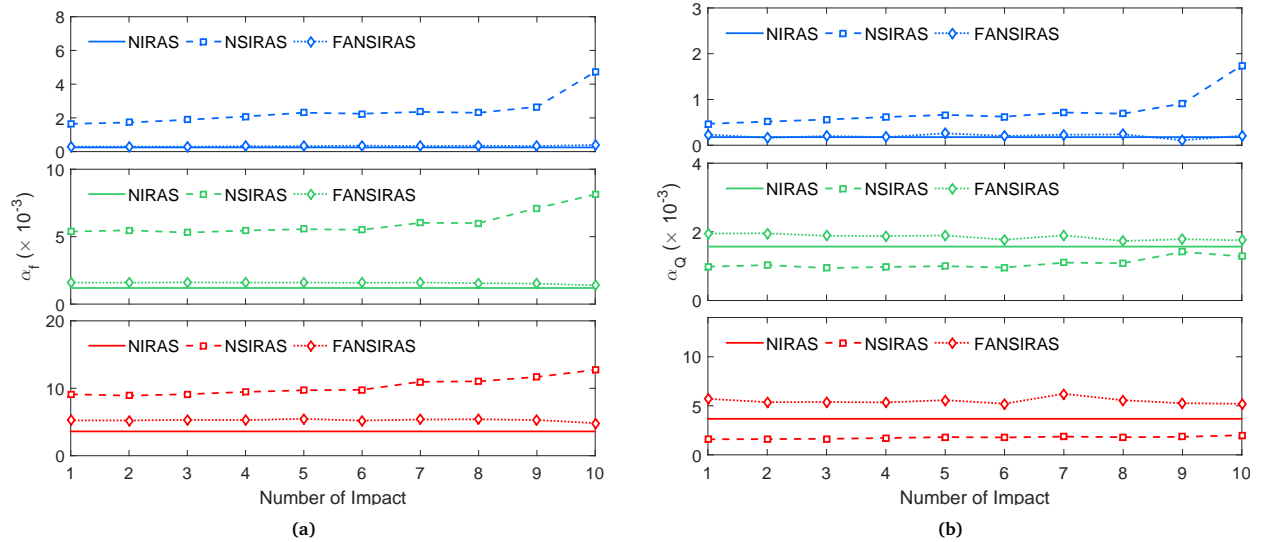 8
6
4
2
0
NIRAS NSIRAS FANSIRAS
10
5
0
NIRAS NSIRAS FANSIRAS
α_f (× 10^-3)
20
10
0
NIRAS NSIRAS FANSIRAS
1 2 3 4 5 6 7 8 9 10
Number of Impact
(a)
3
2
1
0
NIRAS NSIRAS FANSIRAS
4
2
0
NIRAS NSIRAS FANSIRAS
α_Q (× 10^-3)
10
5
0
NIRAS NSIRAS FANSIRAS
1 2 3 4 5 6 7 8 9 10
Number of Impact
(b)